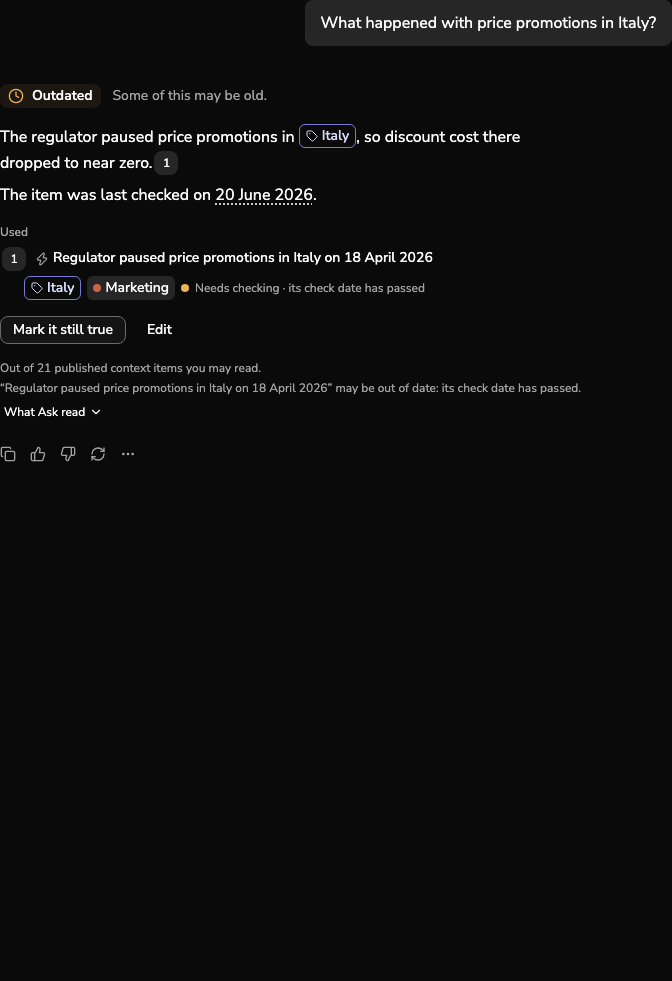 What happened with price promotions in Italy?
Outdated Some of this may be old.
The regulator paused price promotions in Italy, so discount cost there
dropped to near zero. 1
The item was last checked on 20 June 2026.
Used
1 Regulator paused price promotions in Italy on 18 April 2026
Italy Marketing Needs checking · its check date has passed
Mark it still true Edit
Out of 21 published context items you may read.
“Regulator paused price promotions in Italy on 18 April 2026” may be out of date: its check date has passed.
What Ask read